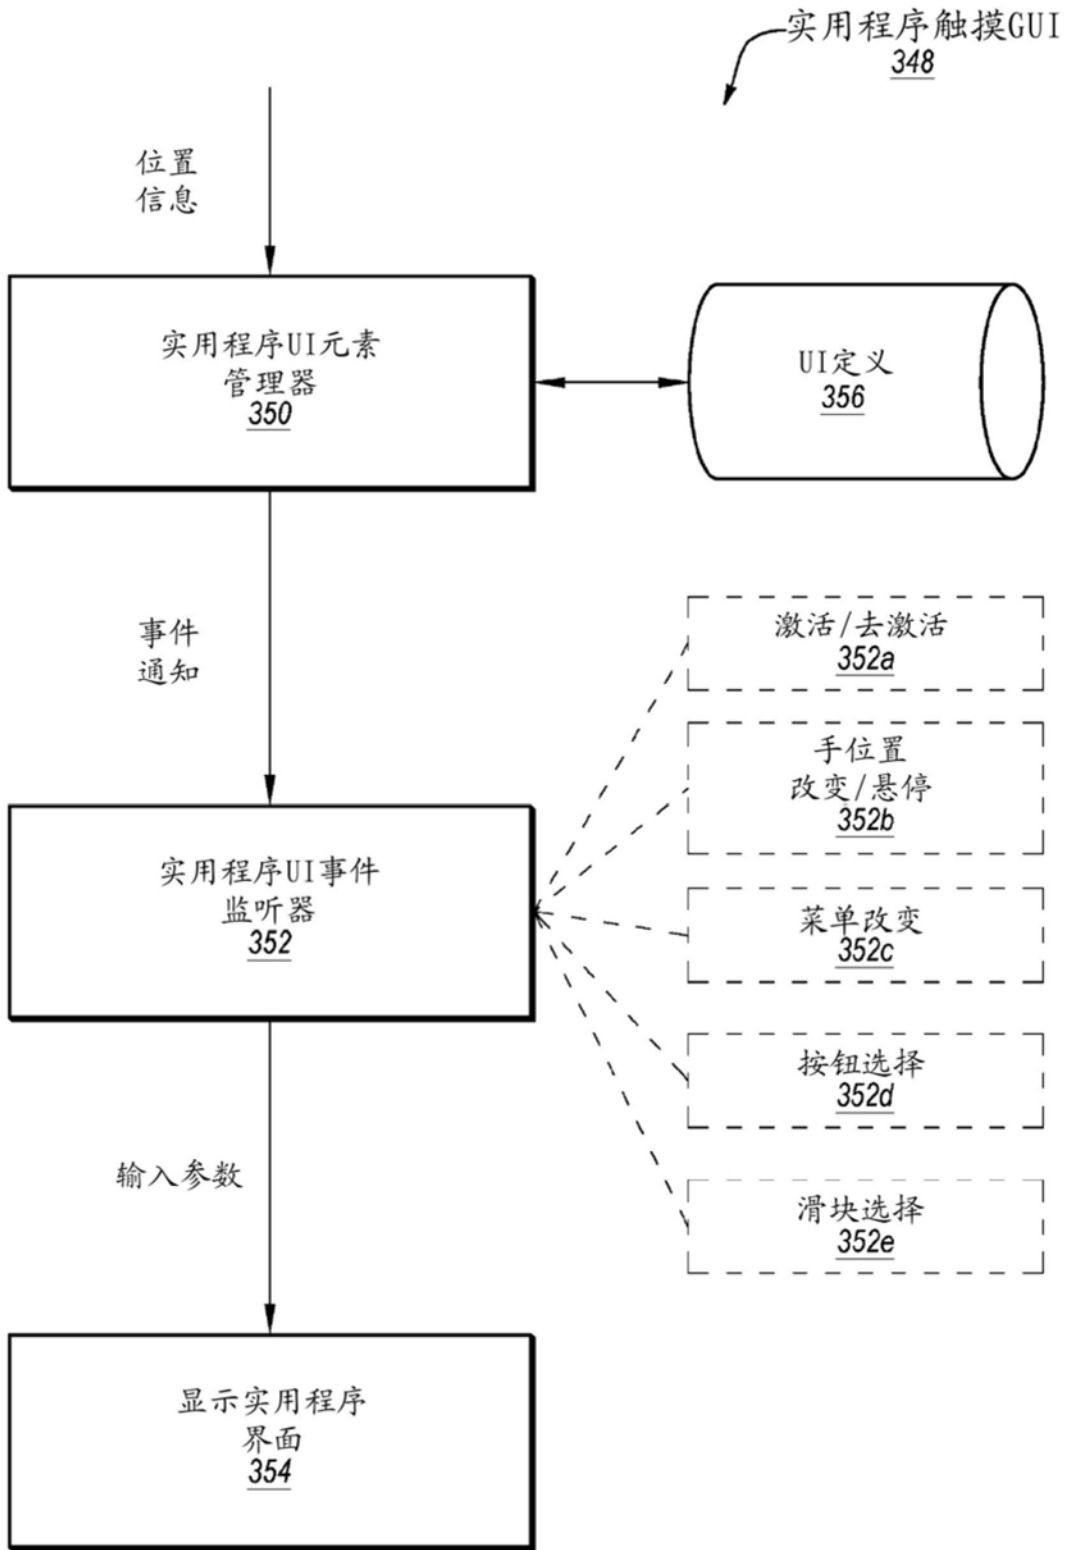 实用程序触摸GUI
348
位置
信息
实用程序UI元素
管理器
350
UI定义
356
事件
通知
激活/去激活
352a
手位置
改变/悬停
352b
实用程序UI事件
监听器
352
菜单改变
352c
按钮选择
352d
输入参数
滑块选择
352e
显示实用程序
界面
354